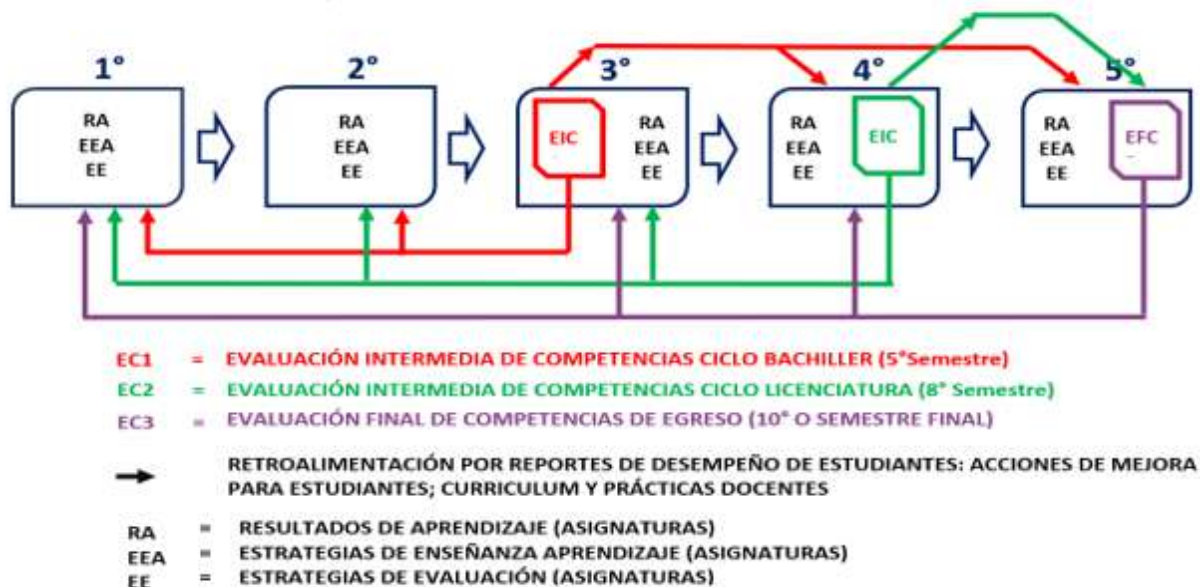 1° 2° 3° 4° 5°
RA
EEA
EE
RA
EEA
EE
EIC
RA
EEA
EE
RA
EEA
EE
EIC
RA
EEA
EE
EFC
EC1 = EVALUACIÓN INTERMEDIA DE COMPETENCIAS CICLO BACHILLER (5°Semestre)
EC2 = EVALUACIÓN INTERMEDIA DE COMPETENCIAS CICLO LICENCIATURA (8° Semestre)
EC3 = EVALUACIÓN FINAL DE COMPETENCIAS DE EGRESO (10° O SEMESTRE FINAL)
RETROALIMENTACIÓN POR REPORTES DE DESEMPEÑO DE ESTUDIANTES: ACCIONES DE MEJORA
PARA ESTUDIANTES; CURRICULUM Y PRÁCTICAS DOCENTES
RA = RESULTADOS DE APRENDIZAJE (ASIGNATURAS)
EEA = ESTRATEGIAS DE ENSEÑANZA APRENDIZAJE (ASIGNATURAS)
EE = ESTRATEGIAS DE EVALUACIÓN (ASIGNATURAS)